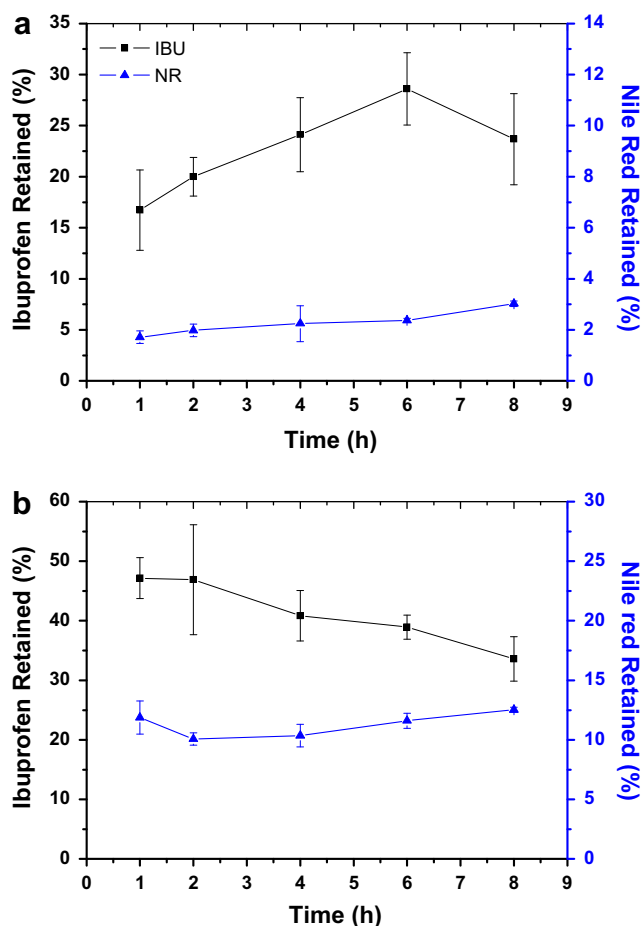 a
IBU
NR
Ibuprofen Retained (%)
35
30
25
20
15
10
5
0
Nile Red Retained (%)
14
12
10
8
6
4
2
0
0 1 2 3 4 5 6 7 8 9
Time (h)
b
Ibuprofen Retained (%)
60
50
40
30
20
10
0
Nile red Retained (%)
30
25
20
15
10
5
0
0 1 2 3 4 5 6 7 8 9
Time (h)